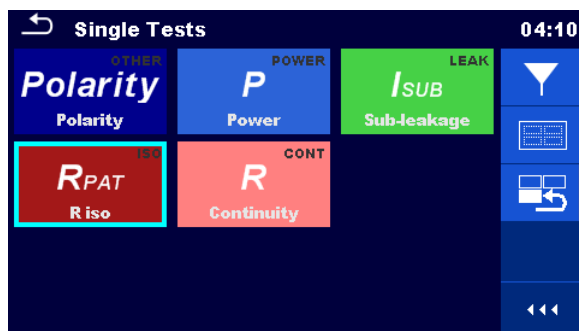 Single Tests 04:10
OTHER
Polarity
Polarity
POWER
P
Power
LEAK
ISUB
Sub-leakage
ISO
RPAT
R iso
CONT
R
Continuity